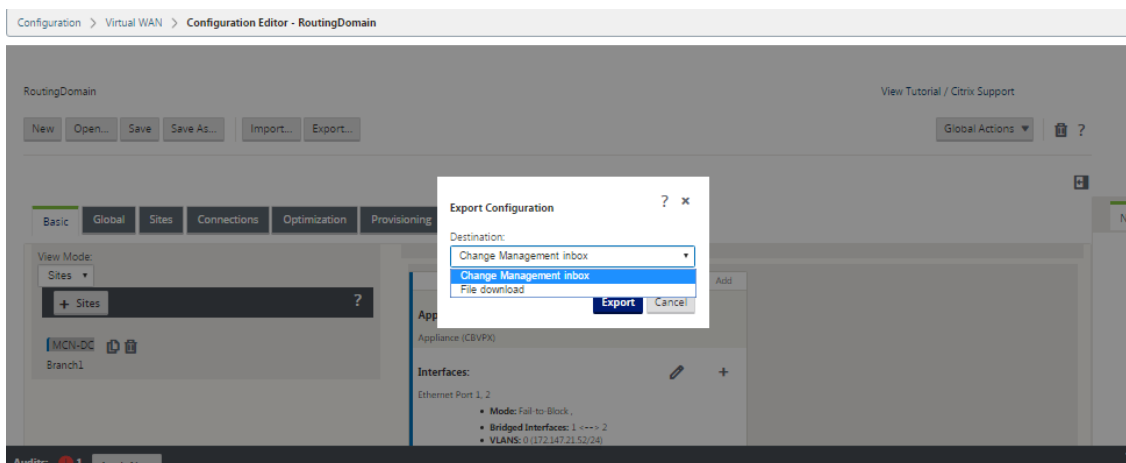 Configuration > Virtual WAN > Configuration Editor - RoutingDomain
RoutingDomain
View Tutorial / Citrix Support
New Open... Save Save As... Import... Export...
Global Actions ▼ ?
Basic Global Sites Connections Optimization Provisioning
N
View Mode:
Sites ▼
+ Sites ?
MCN-DC
Branch1
Export Configuration ? ×
Destination:
Change Management inbox ▼
Change Management inbox
File download
Export Cancel
Add
App
Appliance (CBVPX)
Interfaces: +
Ethernet Port 1, 2
• Mode: Fail-to-Block ,
• Bridged Interfaces: 1 <--> 2
• VLANS: 0 (172.147.21.52/24)
Audits: 1